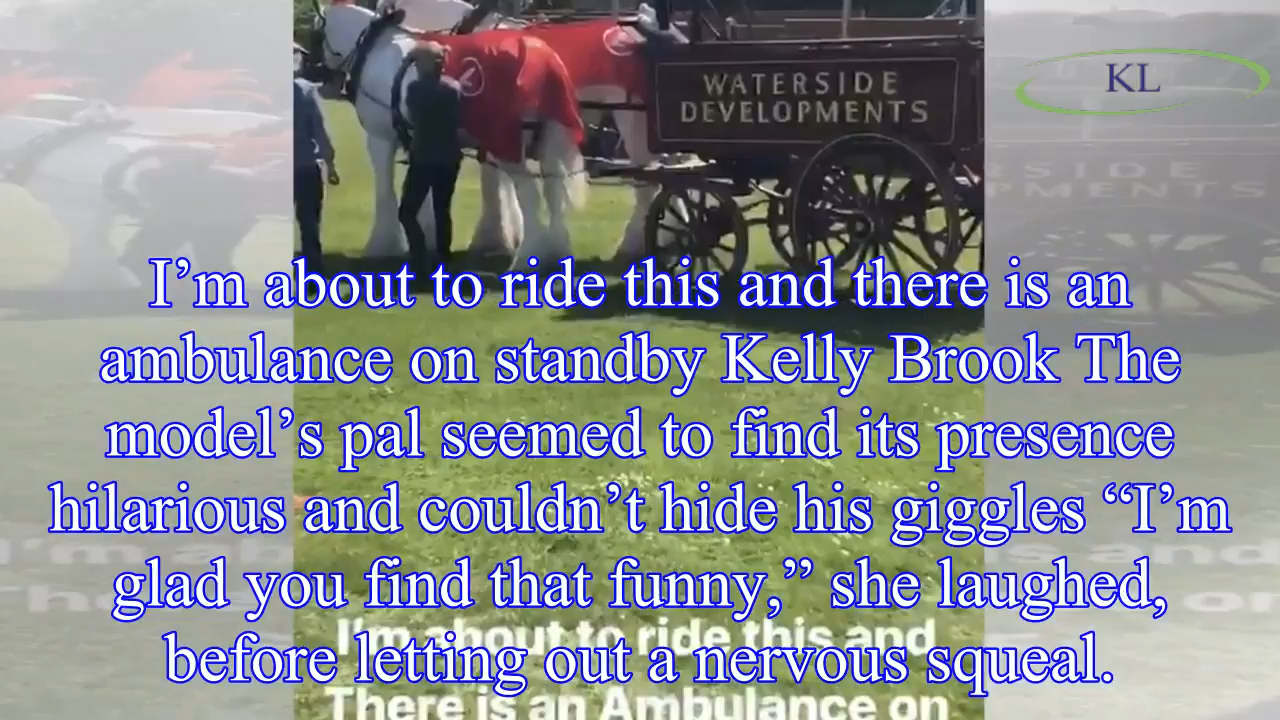 KL
WATERSIDE
DEVELOPMENTS
RSIDE
PMENTS
I’m about to ride this and there is an
ambulance on standby Kelly Brook The
model’s pal seemed to find its presence
hilarious and couldn’t hide his giggles “I’m
glad you find that funny,” she laughed,
before letting out a nervous squeal.
I'm about to ride this and
There is an Ambulance on